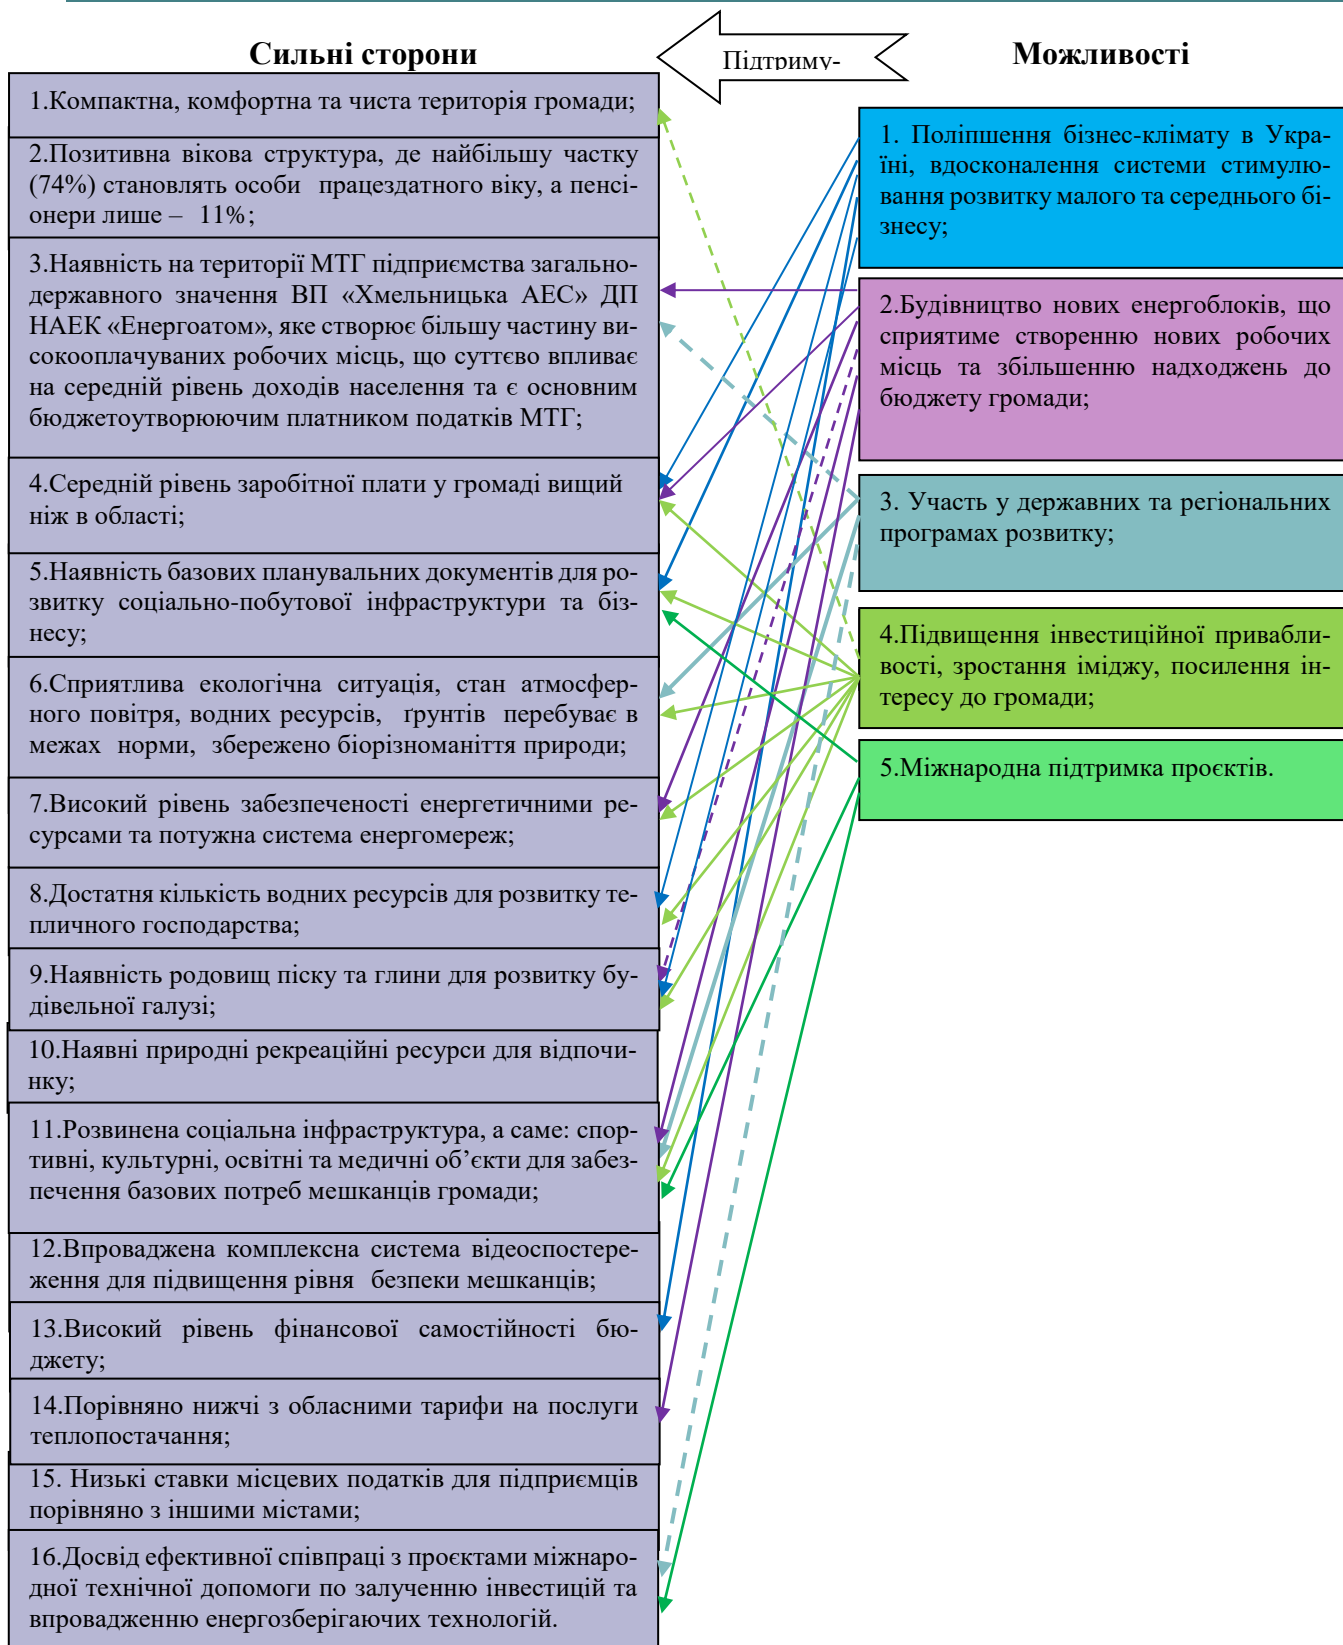 Сильні сторони
Підтриму-
Можливості
1.Компактна, комфортна та чиста територія громади;
2.Позитивна вікова структура, де найбільшу частку
(74%) становлять особи працездатного віку, а пенсі-
онери лише – 11%;
3.Наявність на території МТГ підприємства загально-
державного значення ВП «Хмельницька АЕС» ДП
НАЕК «Енергоатом», яке створює більшу частину ви-
сокооплачуваних робочих місць, що суттєво впливає
на середній рівень доходів населення та є основним
бюджетоутворюючим платником податків МТГ;
4.Середній рівень заробітної плати у громаді вищий
ніж в області;
5.Наявність базових планувальних документів для ро-
звитку соціально-побутової інфраструктури та біз-
несу;
6.Сприятлива екологічна ситуація, стан атмосфер-
ного повітря, водних ресурсів, ґрунтів перебуває в
межах норми, збережено біорізноманіття природи;
7.Високий рівень забезпеченості енергетичними ре-
сурсами та потужна система енергомереж;
8.Достатня кількість водних ресурсів для розвитку те-
пличного господарства;
9.Наявність родовищ піску та глини для розвитку бу-
дівельної галузі;
10.Наявні природні рекреаційні ресурси для відпочи-
нку;
11.Розвинена соціальна інфраструктура, а саме: спор-
тивні, культурні, освітні та медичні об’єкти для забез-
печення базових потреб мешканців громади;
12.Впроваджена комплексна система відеоспостере-
ження для підвищення рівня безпеки мешканців;
13.Високий рівень фінансової самостійності бю-
джету;
14.Порівняно нижчі з обласними тарифи на послуги
теплопостачання;
15. Низькі ставки місцевих податків для підприємців
порівняно з іншими містами;
16.Досвід ефективної співпраці з проєктами міжнаро-
дної технічної допомоги по залученню інвестицій та
впровадженню енергозберігаючих технологій.
1. Поліпшення бізнес-клімату в Укра-
їні, вдосконалення системи стимулю-
вання розвитку малого та середнього бі-
знесу;
2.Будівництво нових енергоблоків, що
сприятиме створенню нових робочих
місць та збільшенню надходжень до
бюджету громади;
3. Участь у державних та регіональних
програмах розвитку;
4.Підвищення інвестиційної приваб­ли-
вості, зростання іміджу, посилення ін-
тересу до громади;
5.Міжнародна підтримка проєктів.